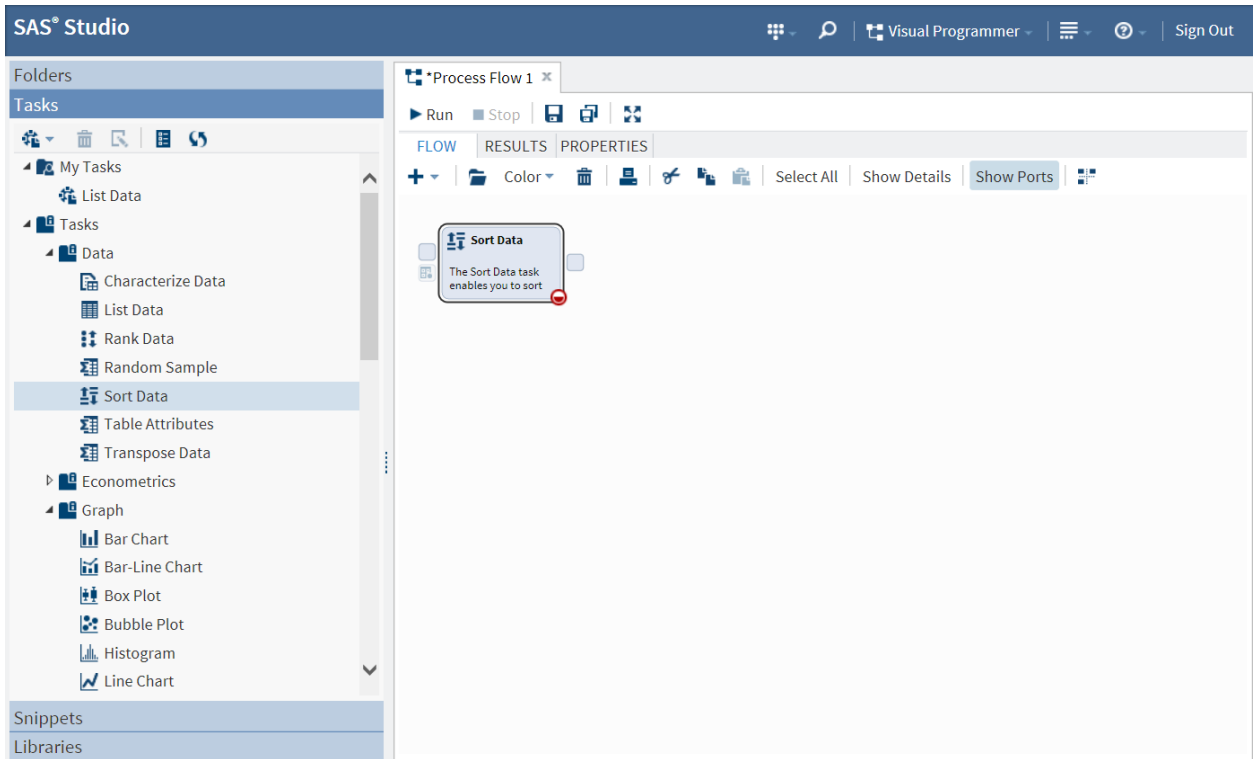 SAS® Studio
Visual Programmer
Sign Out
Folders
Tasks
My Tasks
List Data
Tasks
Data
Characterize Data
List Data
Rank Data
Random Sample
Sort Data
Table Attributes
Transpose Data
Econometrics
Graph
Bar Chart
Bar-Line Chart
Box Plot
Bubble Plot
Histogram
Line Chart
Snippets
Libraries
*Process Flow 1
Run Stop
FLOW RESULTS PROPERTIES
Color Select All Show Details Show Ports
Sort Data
The Sort Data task
enables you to sort